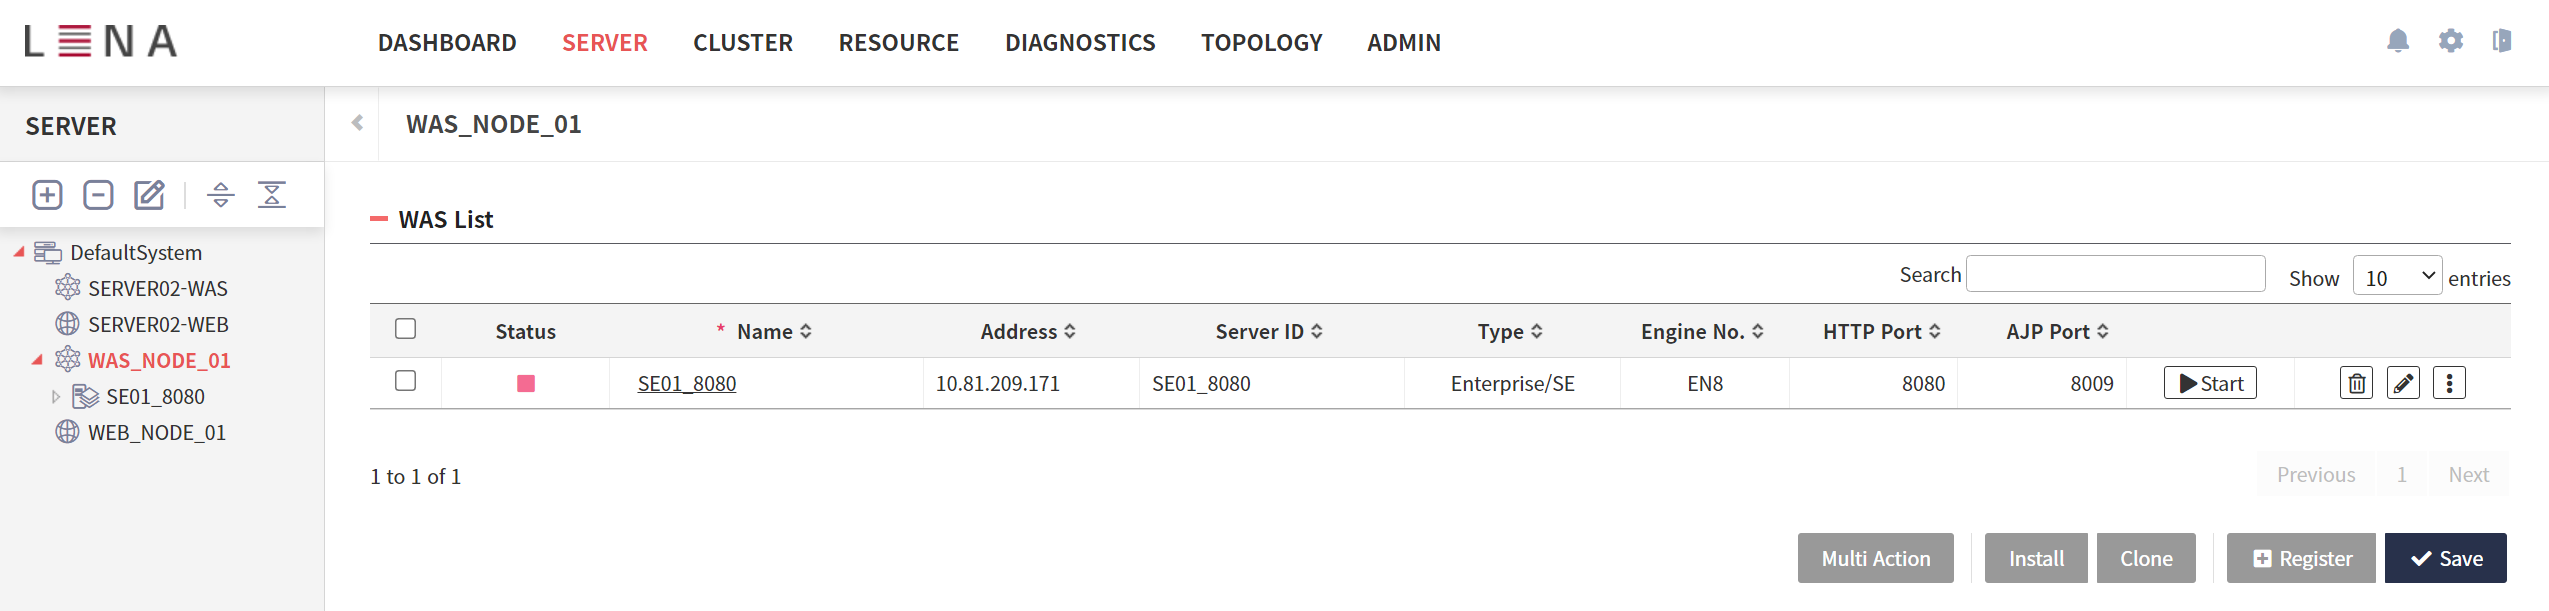 LENA DASHBOARD SERVER CLUSTER RESOURCE DIAGNOSTICS TOPOLOGY ADMIN
SERVER
DefaultSystem
SERVER02-WAS
SERVER02-WEB
WAS_NODE_01
SE01_8080
WEB_NODE_01
WAS_NODE_01
WAS List
Search Show 10 entries
Status * Name Address Server ID Type Engine No. HTTP Port AJP Port
SE01_8080 10.81.209.171 SE01_8080 Enterprise/SE EN8 8080 8009 Start
1 to 1 of 1 Previous 1 Next
Multi Action Install Clone Register Save